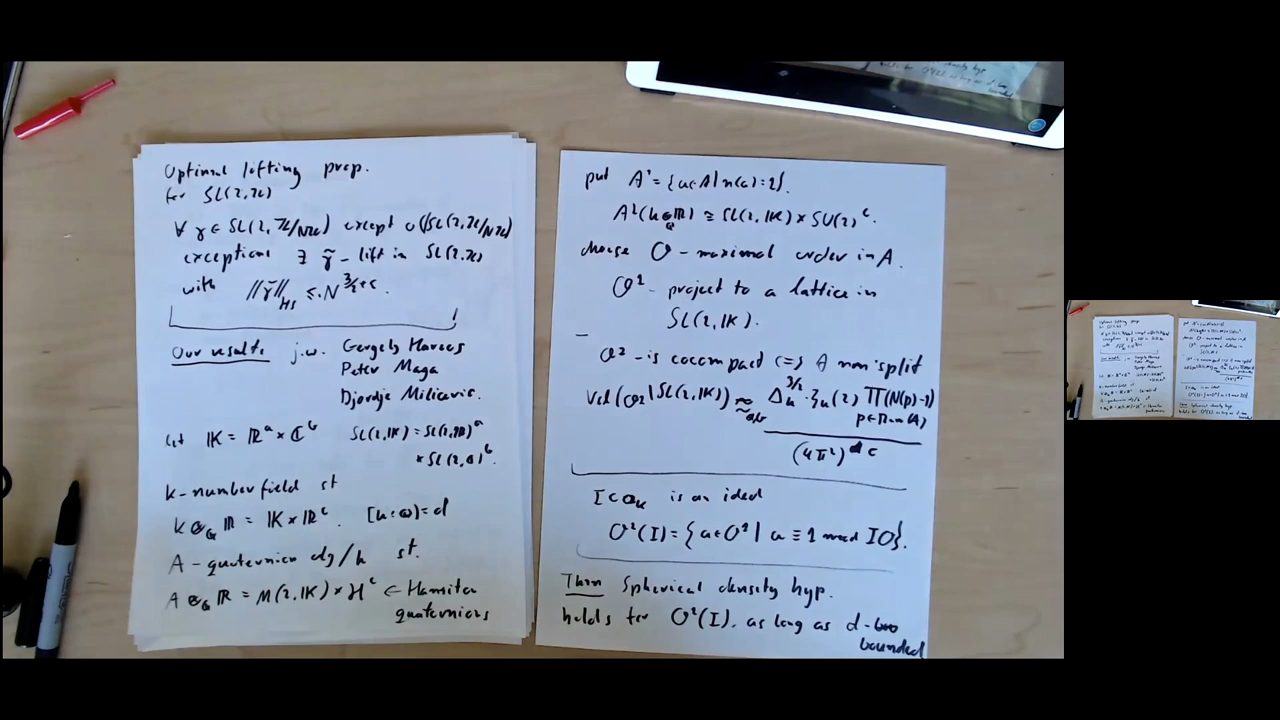 Optimal lifting prop.
for SL(2,ℤ)
∀ γ ∈ SL(2, ℤ/Nℤ) except o(|SL(2,ℤ/Nℤ)|)
exceptions ∃ γ̃ - lift in SL(2,ℤ)
with ||γ̃||_HS ≤ N^{3/2+ε}.
Our results j.w. Gergely Harcos
Peter Maga
Djordje Milicevic.
let 𝕂 = ℝ^a × ℂ^b SL(2,𝕂) = SL(2,ℝ)^a
× SL(2,ℂ)^b.
k - number field st
k ⊗_ℚ ℝ = 𝕂 × ℝ^c. [k:ℚ] = d
A - quaternion alg/k st.
A ⊗_ℚ ℝ = M(2,𝕂) × ℋ^c ← Hamilton
quaternions
put A^1 = {a∈A | n(a)=1}.
A^1(k⊗_ℚ ℝ) ≅ SL(2,𝕂) × SU(2)^c.
choose O - maximal order in A.
O^1 - project to a lattice in
SL(2,𝕂).
O^1 - is cocompact <=> A non split
Vol(O^1\SL(2,𝕂)) ≈_{a,b} Δ_k^{3/2} · ζ_k(2) ∏ (N(p)-1)
p∈Ram(A)
(4π²)^c
I ⊂ O_k is an ideal
O^1(I) = {a∈O^1 | a ≡ 1 mod IO}.
Thm Spherical density hyp.
holds for O^1(I), as long as d
bounded